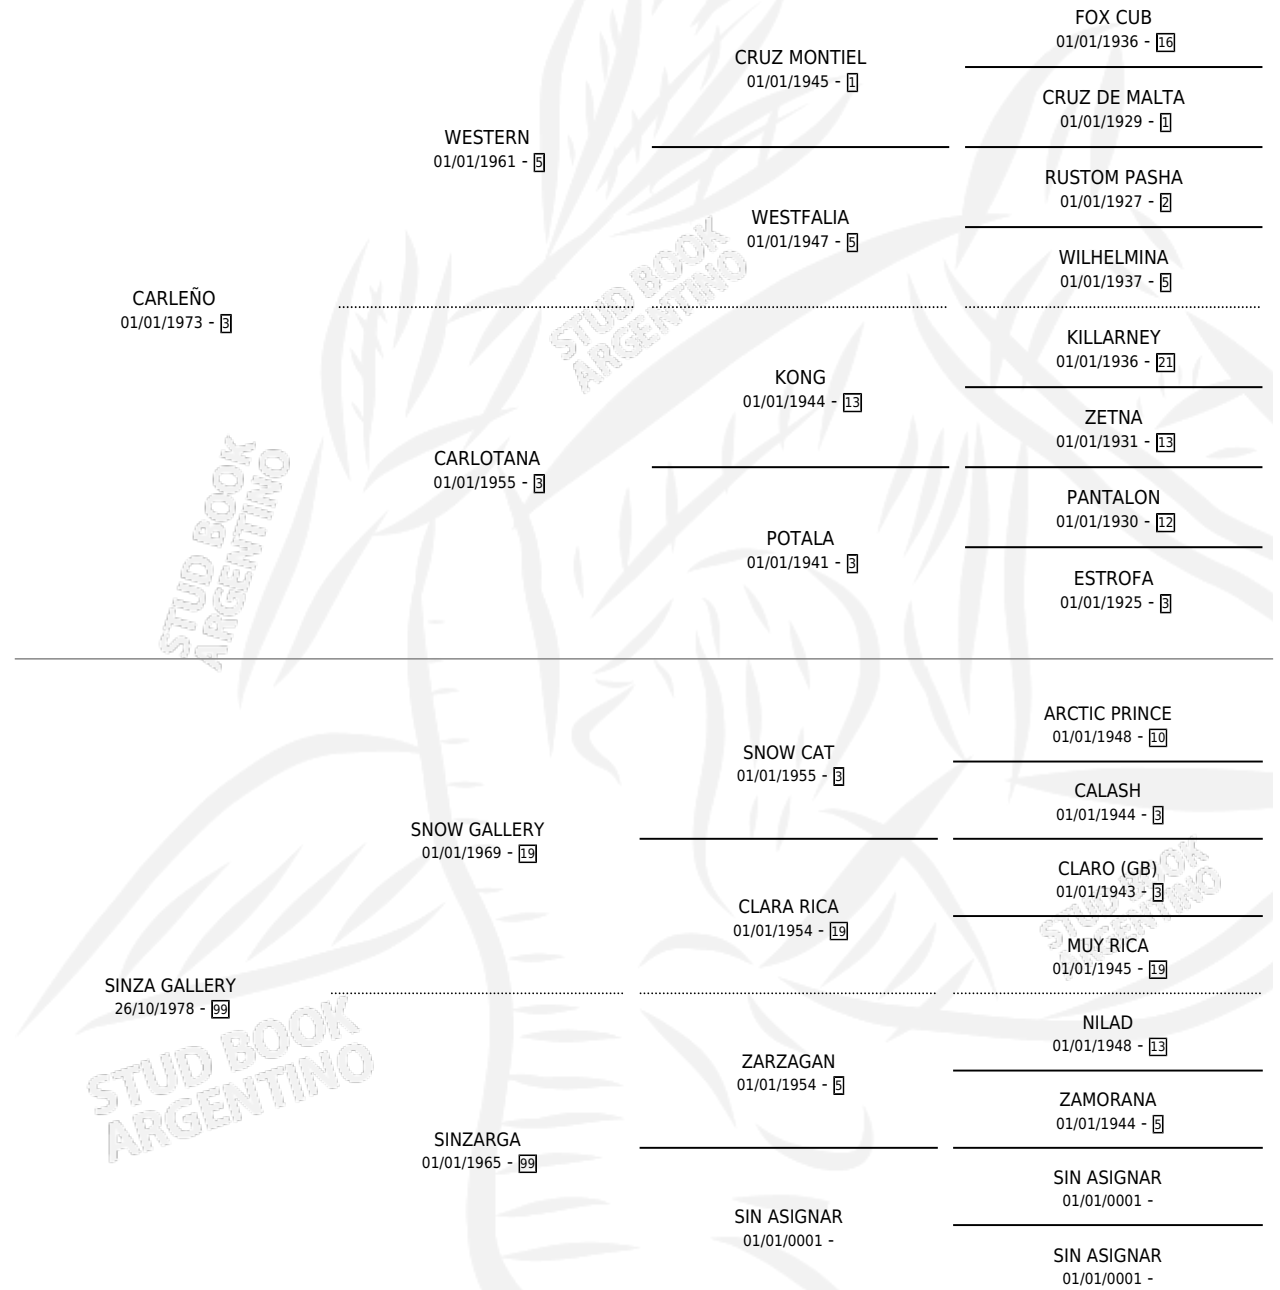 FOX CUB
01/01/1936 - 16
CRUZ MONTIEL
01/01/1945 - 1
CRUZ DE MALTA
01/01/1929 - 1
WESTERN
01/01/1961 - 5
RUSTOM PASHA
01/01/1927 - 2
WESTFALIA
01/01/1947 - 5
WILHELMINA
01/01/1937 - 5
CARLEÑO
01/01/1973 - 3
KILLARNEY
01/01/1936 - 21
KONG
01/01/1944 - 13
ZETNA
01/01/1931 - 13
CARLOTANA
01/01/1955 - 3
PANTALON
01/01/1930 - 12
POTALA
01/01/1941 - 3
ESTROFA
01/01/1925 - 3
STUD BOOK
ARGENTINO
STUD BOOK
ARGENTINO
ARCTIC PRINCE
01/01/1948 - 10
SNOW CAT
01/01/1955 - 3
CALASH
01/01/1944 - 3
SNOW GALLERY
01/01/1969 - 19
CLARO (GB)
01/01/1943 - 3
CLARA RICA
01/01/1954 - 19
MUY RICA
01/01/1945 - 19
SINZA GALLERY
26/10/1978 - 99
NILAD
01/01/1948 - 13
ZARZAGAN
01/01/1954 - 5
ZAMORANA
01/01/1944 - 5
SINZARGA
01/01/1965 - 99
SIN ASIGNAR
01/01/0001 -
SIN ASIGNAR
01/01/0001 -
SIN ASIGNAR
01/01/0001 -
STUD BOOK
ARGENTINO
STUD BOOK
ARGENTINO